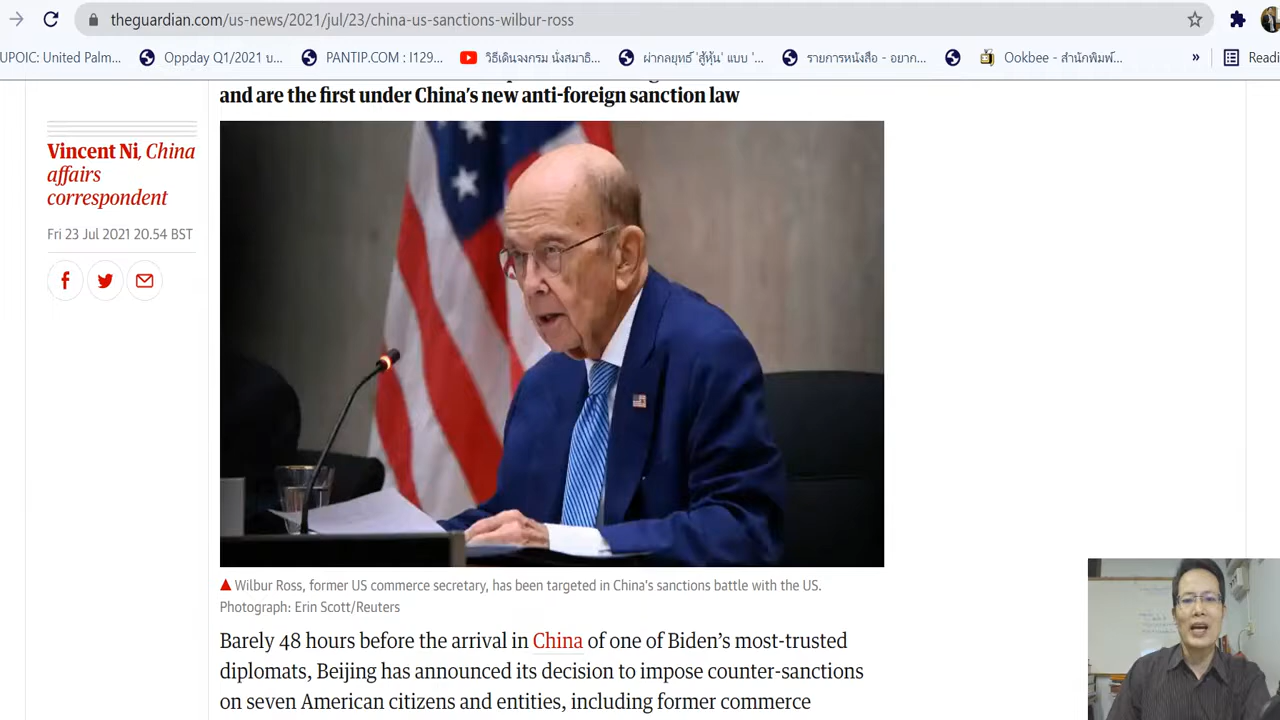 theguardian.com/us-news/2021/jul/23/china-us-sanctions-wilbur-ross
UPOIC: United Palm... Oppday Q1/2021 บ... PANTIP.COM : I129... วิธีเดินจงกรม นั่งสมาธิ... ผ่ากลยุทธ์ 'สู้หุ้น' แบบ '... รายการหนังสือ - อยาก... Ookbee - สำนักพิมพ์... » Readi
and are the first under China's new anti-foreign sanction law
Vincent Ni, China
affairs
correspondent
Fri 23 Jul 2021 20.54 BST
Wilbur Ross, former US commerce secretary, has been targeted in China's sanctions battle with the US.
Photograph: Erin Scott/Reuters
Barely 48 hours before the arrival in China of one of Biden's most-trusted
diplomats, Beijing has announced its decision to impose counter-sanctions
on seven American citizens and entities, including former commerce